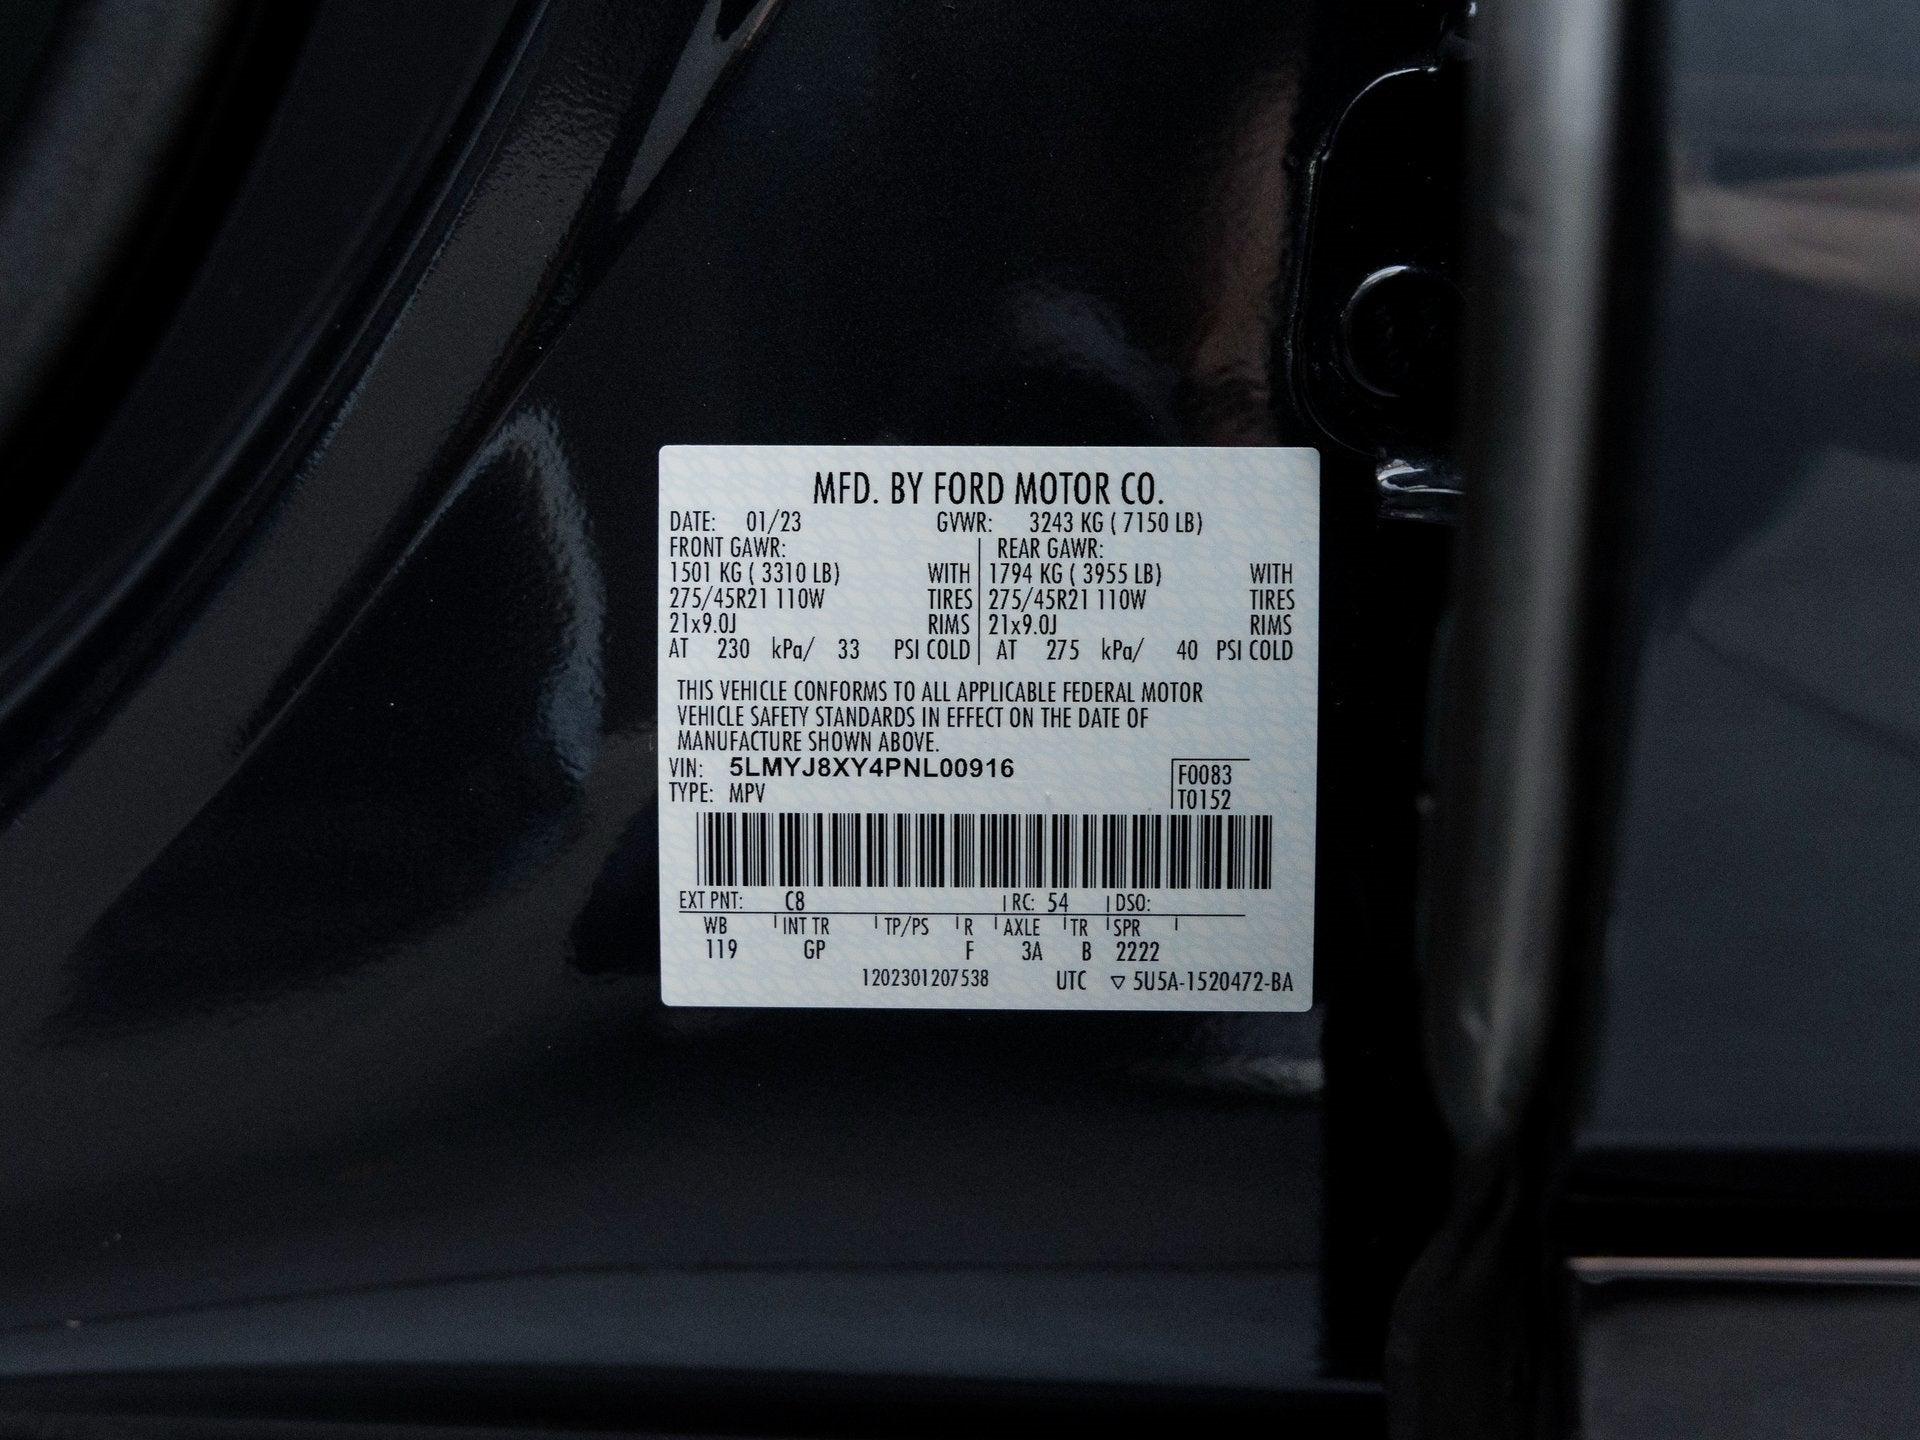 MFD. BY FORD MOTOR CO.
DATE: 01/23 GVWR: 3243 KG ( 7150 LB)
FRONT GAWR: REAR GAWR:
1501 KG ( 3310 LB) WITH 1794 KG ( 3955 LB) WITH
275/45R21 110W TIRES 275/45R21 110W TIRES
21x9.0J RIMS 21x9.0J RIMS
AT 230 kPa/ 33 PSI COLD AT 275 kPa/ 40 PSI COLD
THIS VEHICLE CONFORMS TO ALL APPLICABLE FEDERAL MOTOR
VEHICLE SAFETY STANDARDS IN EFFECT ON THE DATE OF
MANUFACTURE SHOWN ABOVE.
VIN: 5LMYJ8XY4PNL00916 F0083
TYPE: MPV T0152
EXT PNT: C8 RC: 54 DSO:
WB INT TR TP/PS R AXLE TR SPR
119 GP F 3A B 2222
1202301207538 UTC ▽ 5U5A-1520472-BA